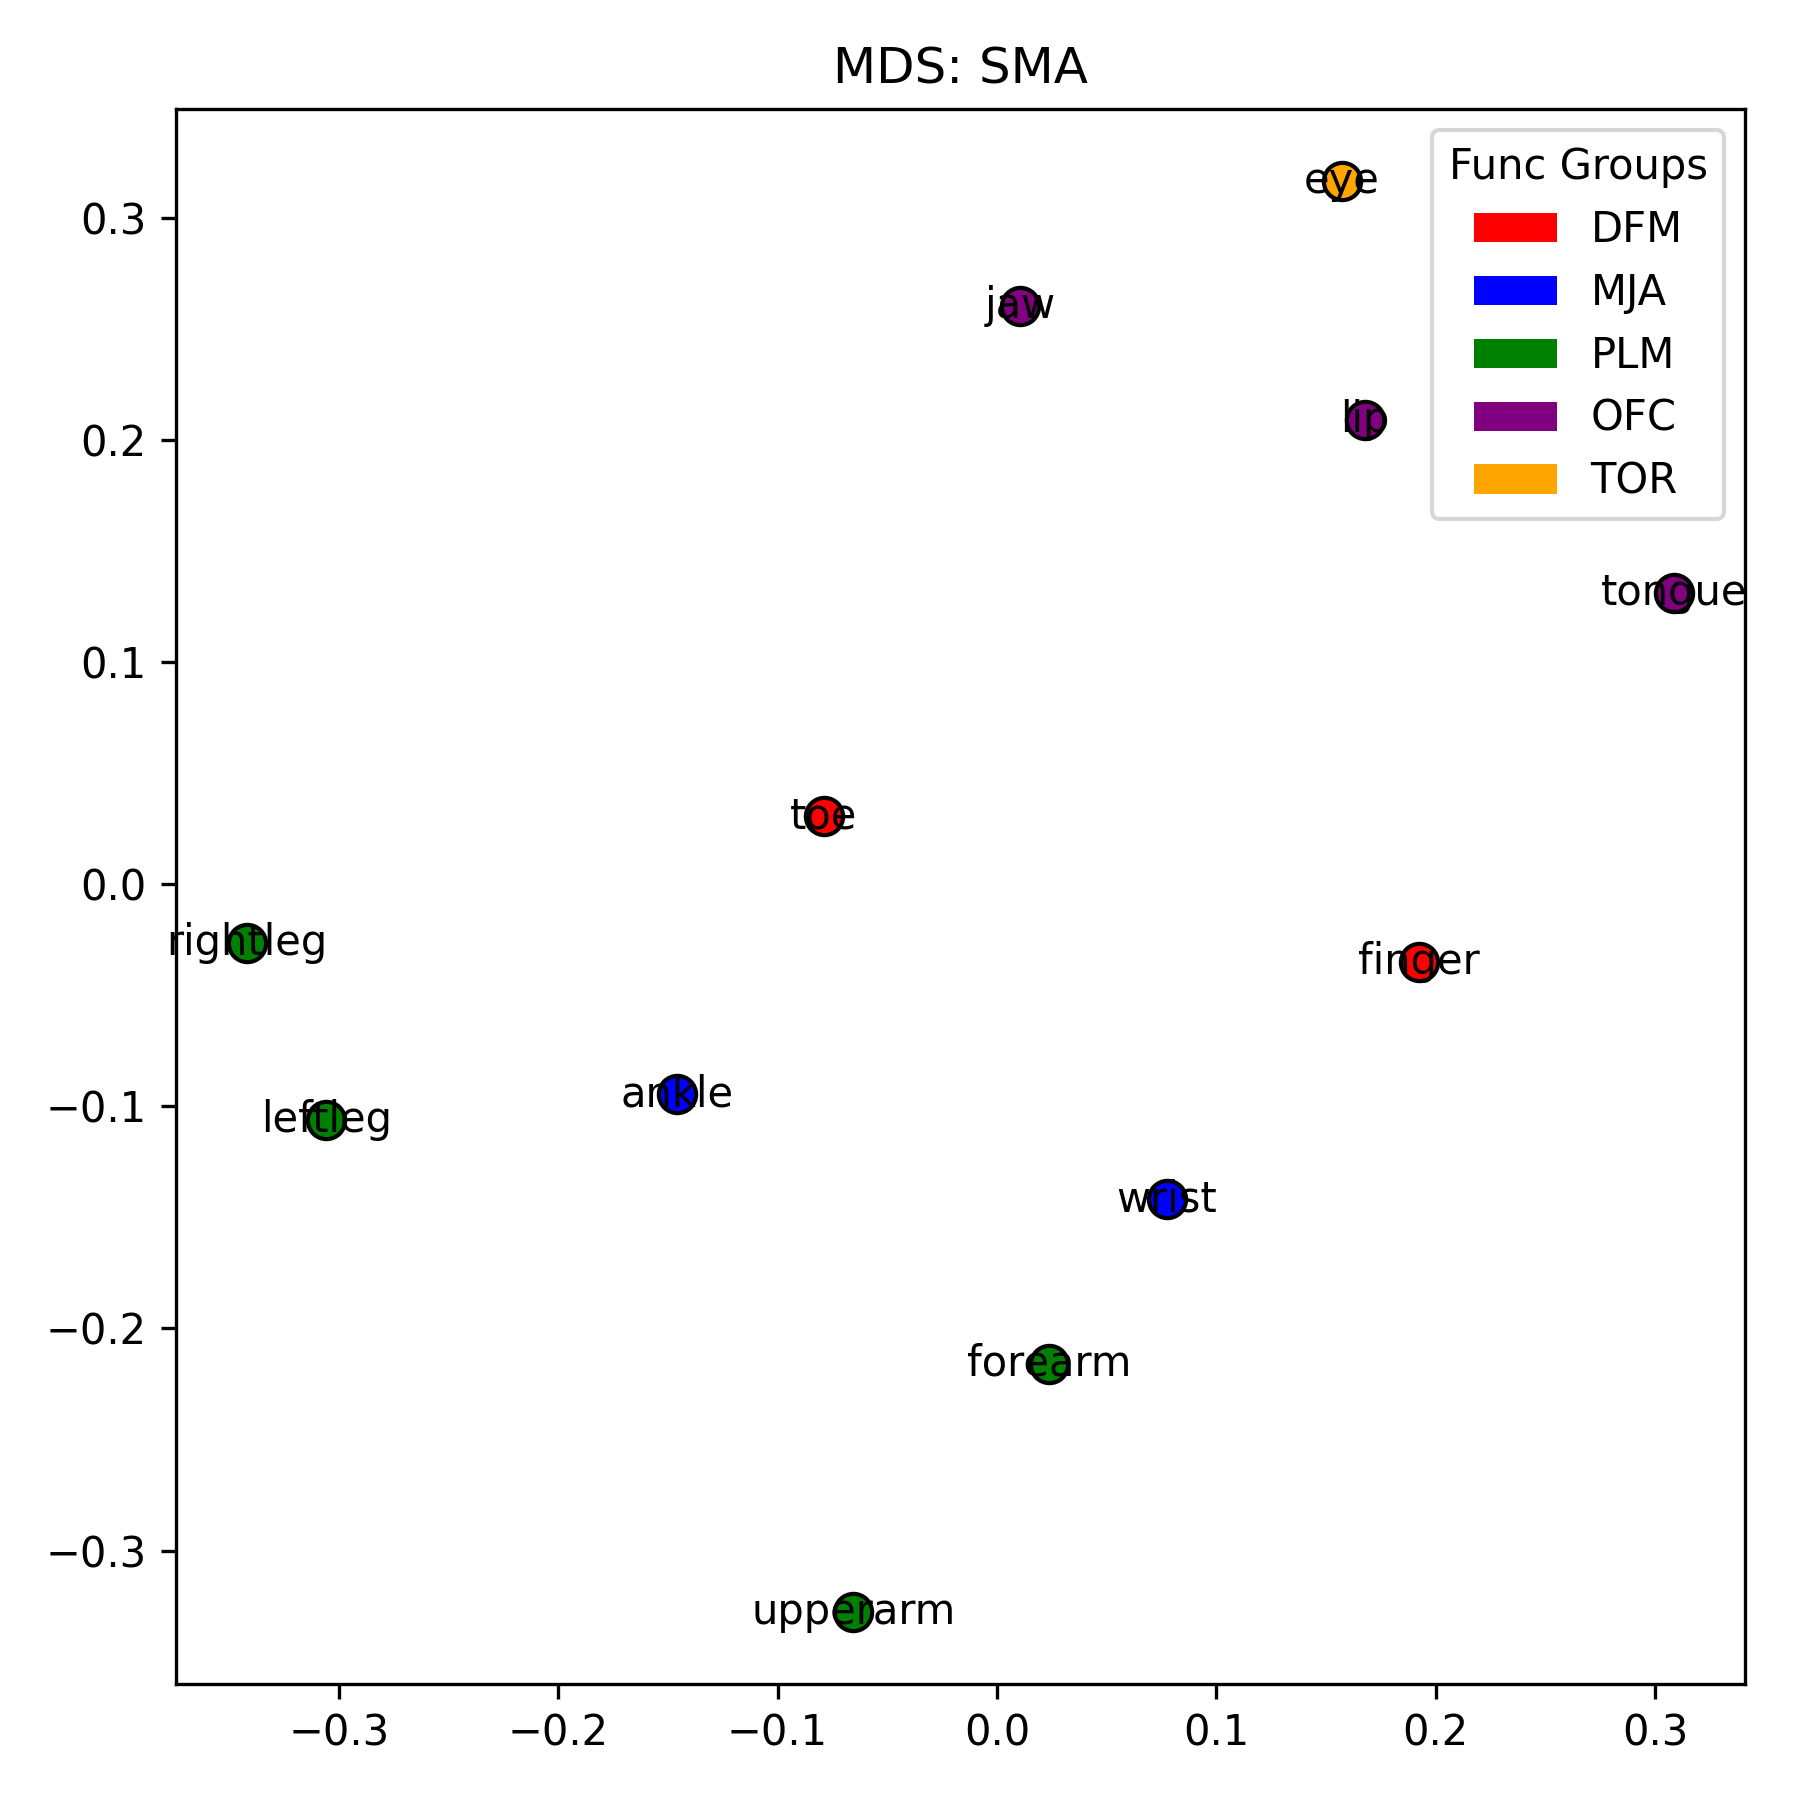 MDS: SMA
Func Groups
DFM
MJA
PLM
OFC
TOR
eye
jaw
lip
tongue
toe
rightleg
finger
ankle
leftleg
wrist
forearm
upperarm
0.3
0.2
0.1
0.0
−0.1
−0.2
−0.3
−0.3 −0.2 −0.1 0.0 0.1 0.2 0.3